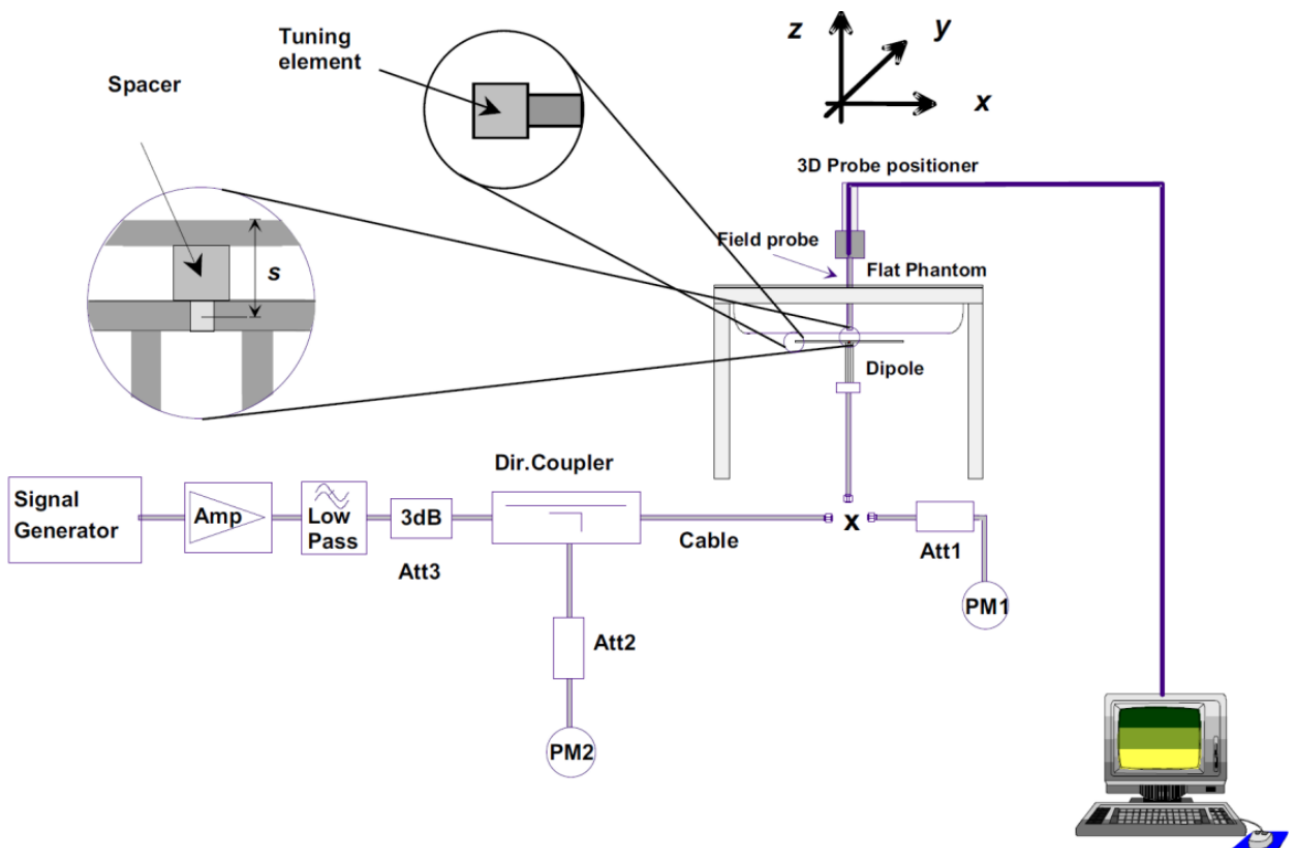 Tuning
element
Spacer
z
y
x
3D Probe positioner
Field probe
Flat Phantom
s
Dipole
Dir.Coupler
Signal
Generator
Amp
Low
Pass
3dB
Att3
Cable
x
Att1
PM1
Att2
PM2